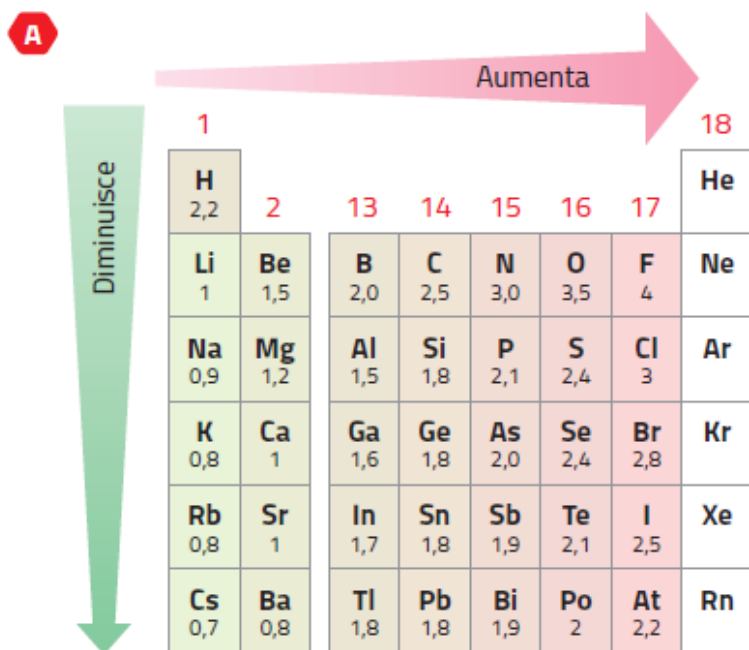 A
Aumenta
Diminuisce
1 18
H He
2,2 2 13 14 15 16 17
Li Be B C N O F Ne
1 1,5 2,0 2,5 3,0 3,5 4
Na Mg Al Si P S Cl Ar
0,9 1,2 1,5 1,8 2,1 2,4 3
K Ca Ga Ge As Se Br Kr
0,8 1 1,6 1,8 2,0 2,4 2,8
Rb Sr In Sn Sb Te I Xe
0,8 1 1,7 1,8 1,9 2,1 2,5
Cs Ba Tl Pb Bi Po At Rn
0,7 0,8 1,8 1,8 1,9 2 2,2